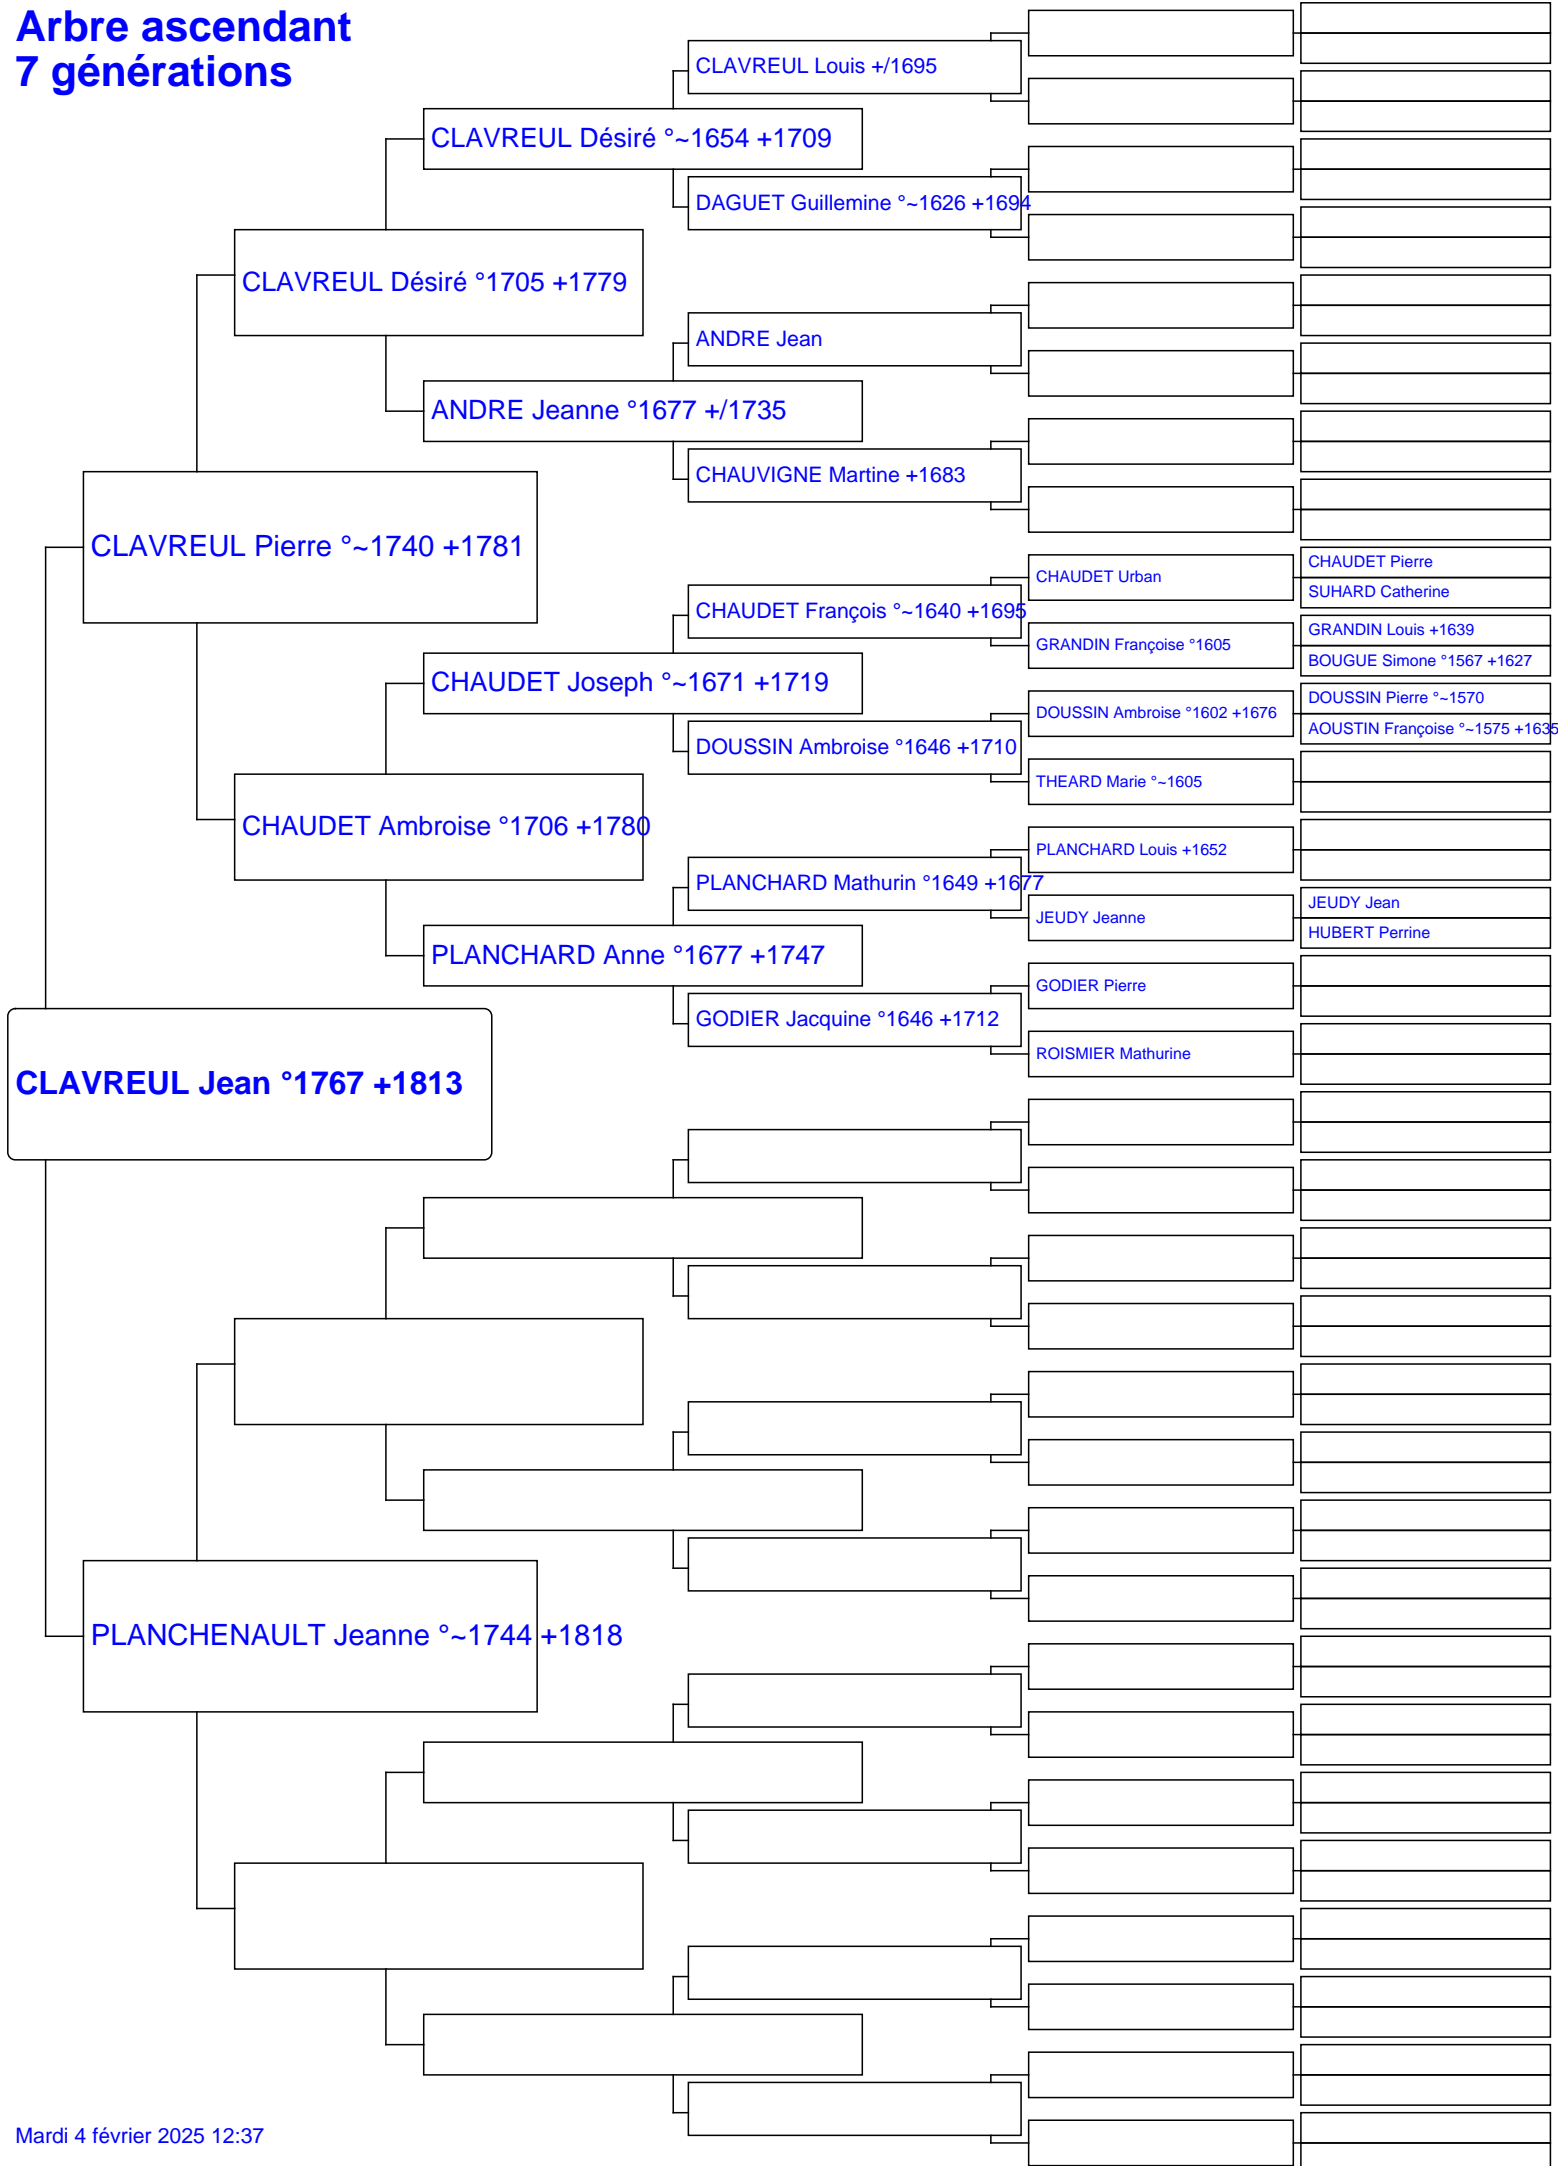 Arbre ascendant
7 générations
CLAVREUL Louis +/1695
CLAVREUL Désiré °~1654 +1709
DAGUET Guillemine °~1626 +1694
CLAVREUL Désiré °1705 +1779
ANDRE Jean
ANDRE Jeanne °1677 +/1735
CHAUVIGNE Martine +1683
CLAVREUL Pierre °~1740 +1781
CHAUDET Pierre
CHAUDET Urban
SUHARD Catherine
CHAUDET François °~1640 +1695
GRANDIN Louis +1639
GRANDIN Françoise °1605
BOUGUE Simone °1567 +1627
CHAUDET Joseph °~1671 +1719
DOUSSIN Pierre °~1570
DOUSSIN Ambroise °1602 +1676
AOUSTIN Françoise °~1575 +1635
DOUSSIN Ambroise °1646 +1710
THEARD Marie °~1605
CHAUDET Ambroise °1706 +1780
PLANCHARD Louis +1652
PLANCHARD Mathurin °1649 +1677
JEUDY Jean
JEUDY Jeanne
HUBERT Perrine
PLANCHARD Anne °1677 +1747
GODIER Pierre
GODIER Jacquine °1646 +1712
ROISMIER Mathurine
CLAVREUL Jean °1767 +1813
PLANCHENAULT Jeanne °~1744 +1818
Mardi 4 février 2025 12:37